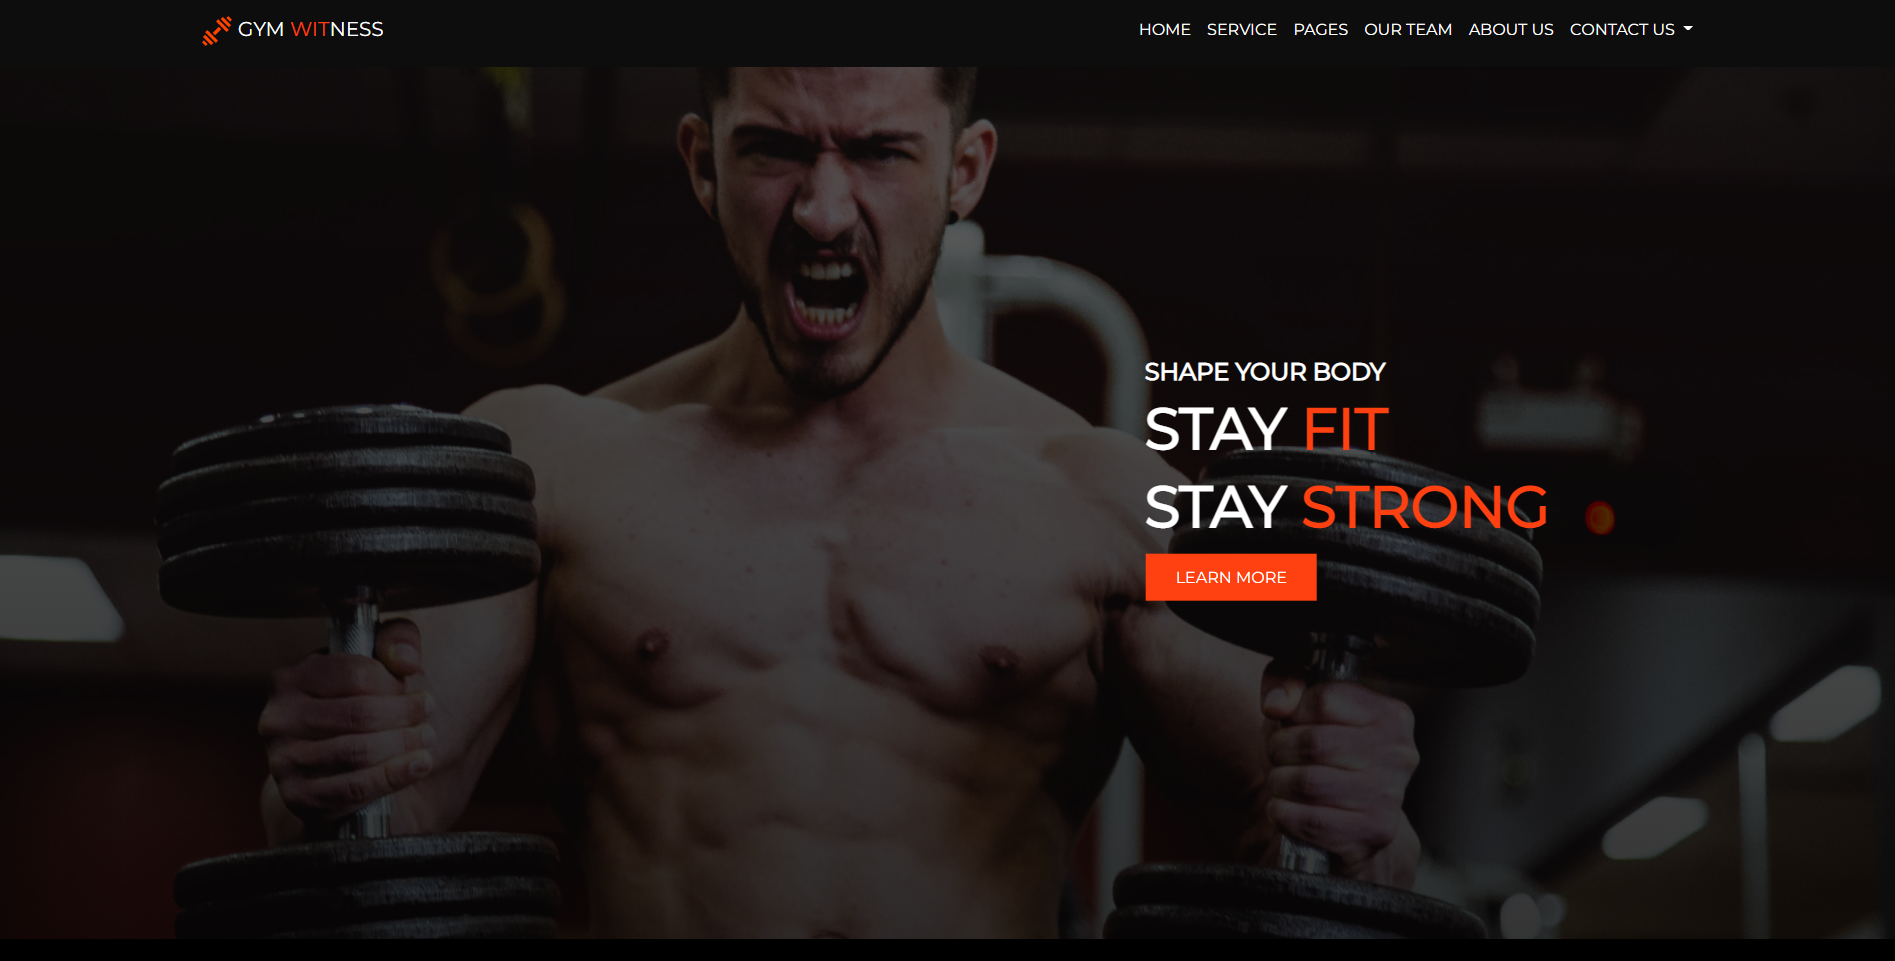 GYM WITNESS
HOME SERVICE PAGES OUR TEAM ABOUT US CONTACT US
SHAPE YOUR BODY
STAY FIT
STAY STRONG
LEARN MORE